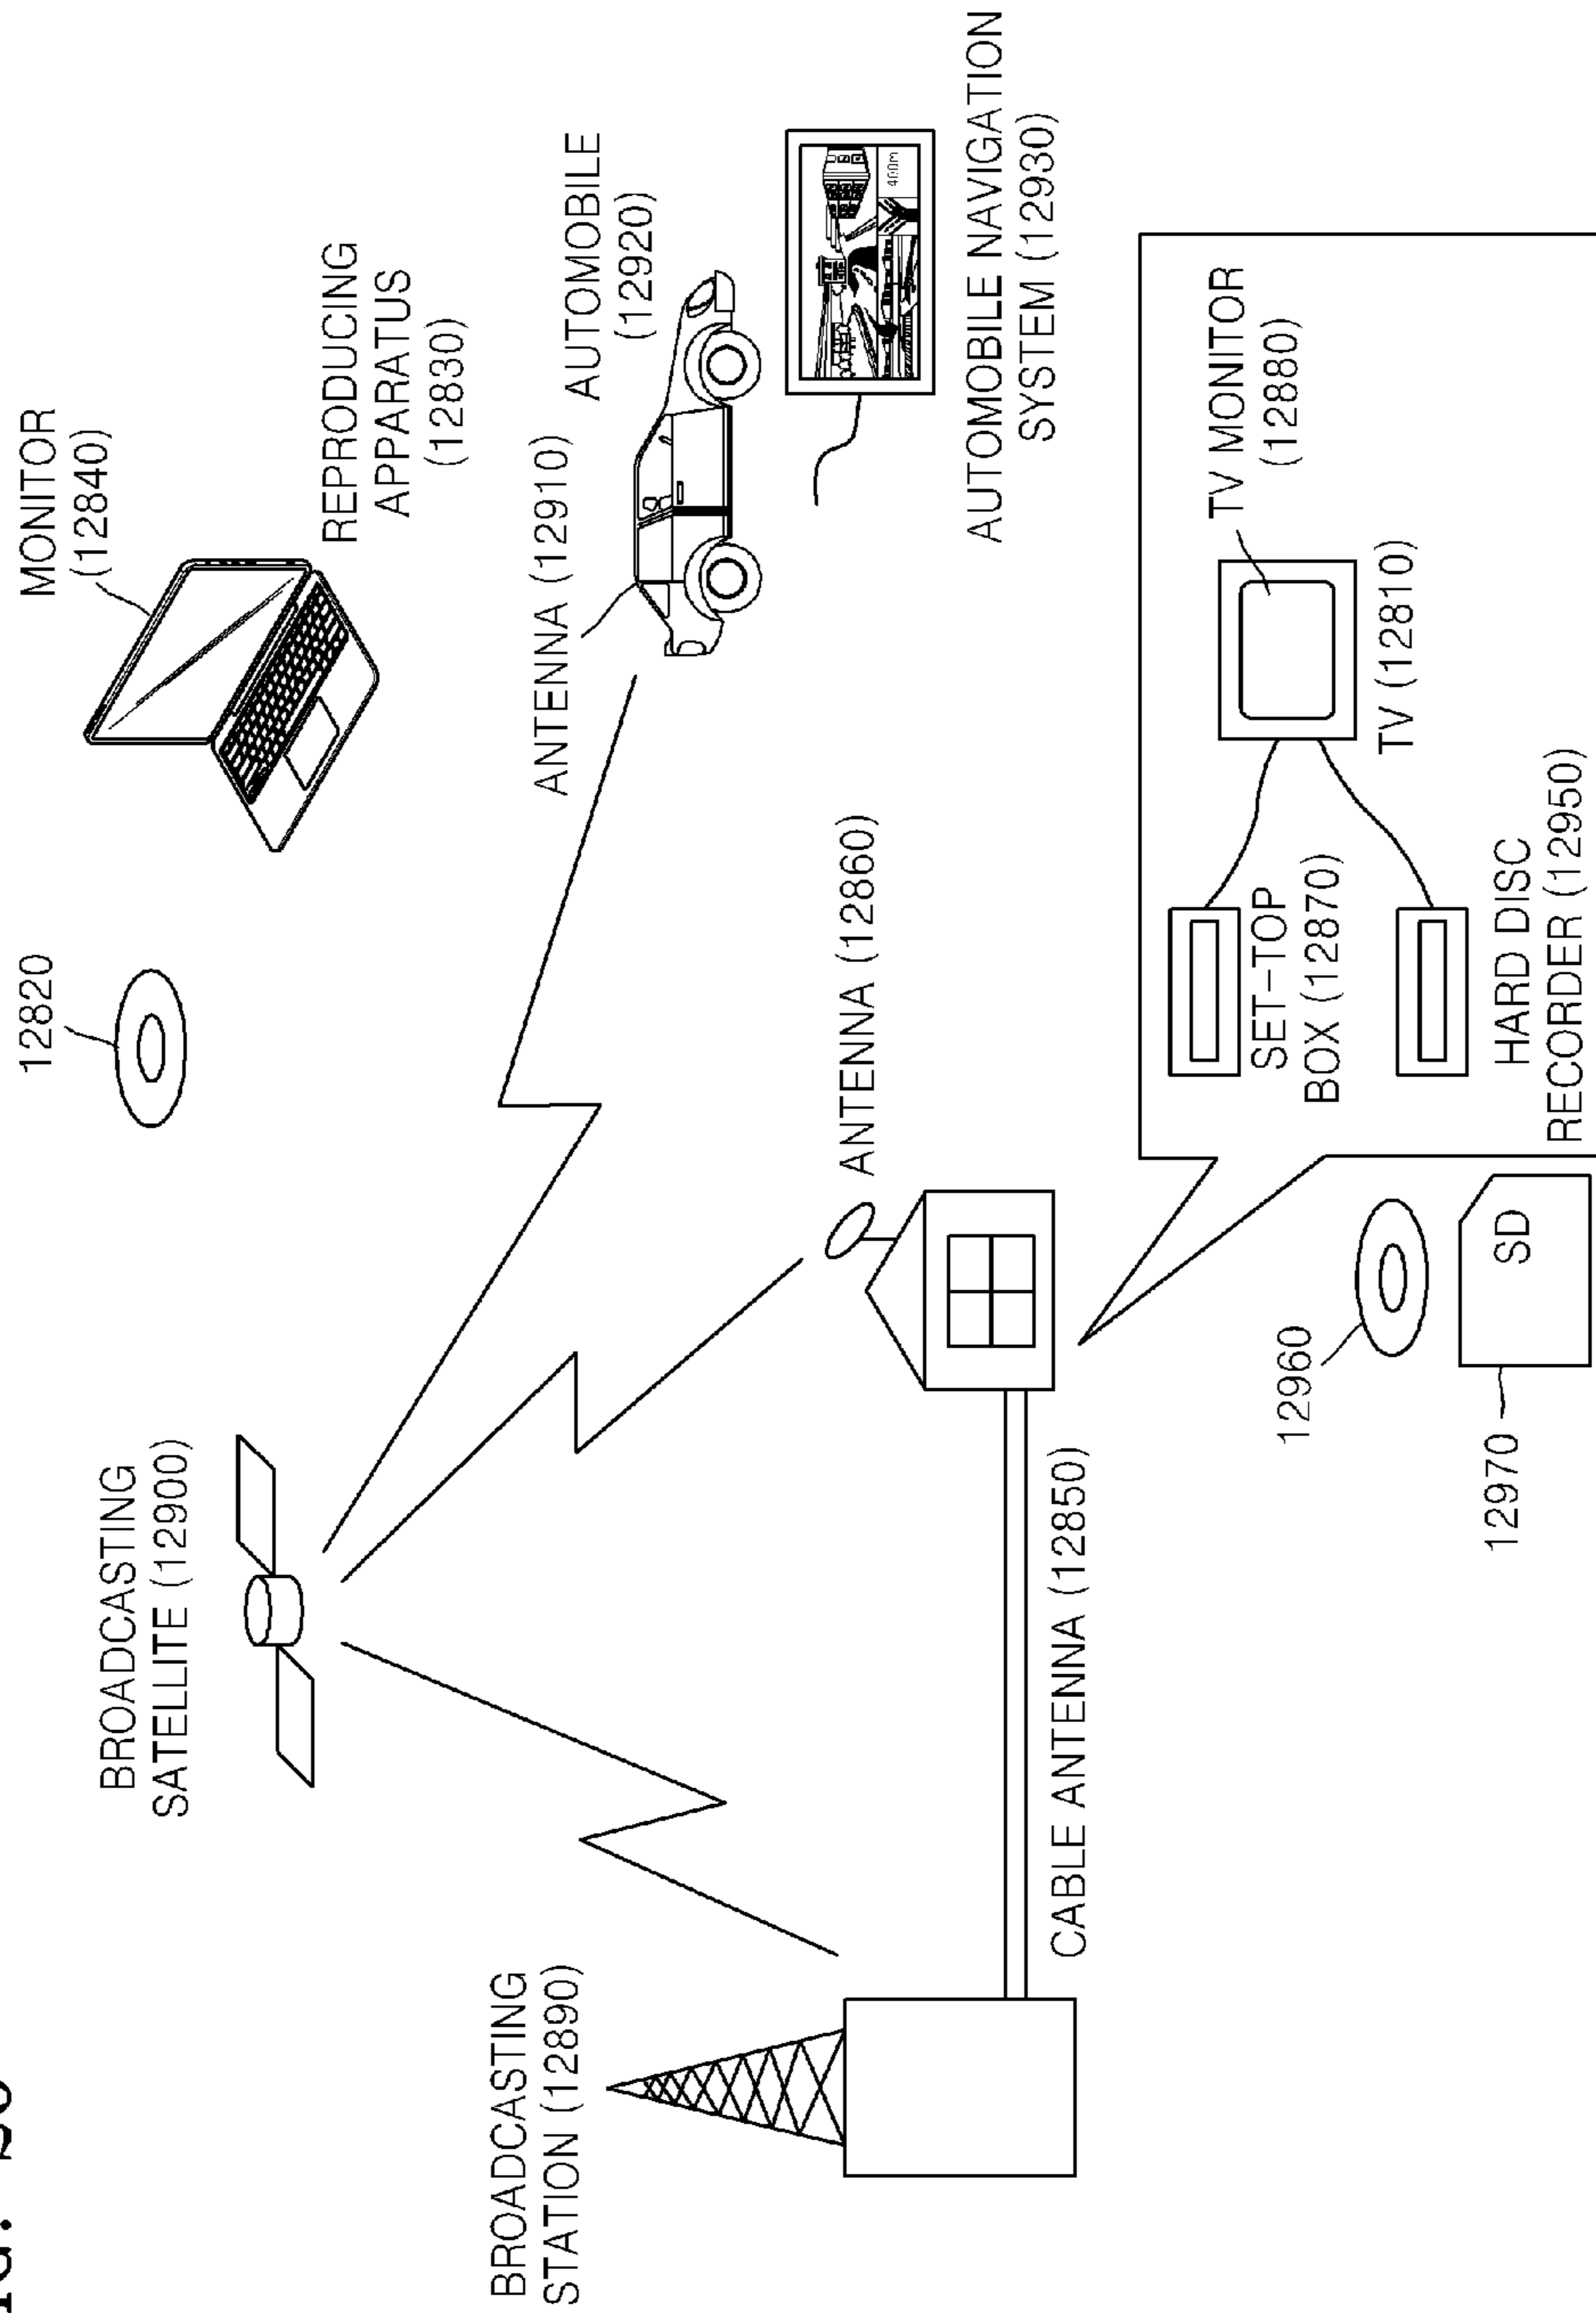 12820
MONITOR
(12840)
REPRODUCING
APPARATUS
(12830)
BROADCASTING
SATELLITE (12900)
ANTENNA (12910)
AUTOMOBILE
(12920)
400m
AUTOMOBILE NAVIGATION
SYSTEM (12930)
BROADCASTING
STATION (12890)
ANTENNA (12860)
CABLE ANTENNA (12850)
TV MONITOR
(12880)
SET-TOP
BOX (12870)
TV (12810)
HARD DISC
RECORDER (12950)
12960
SD
12970